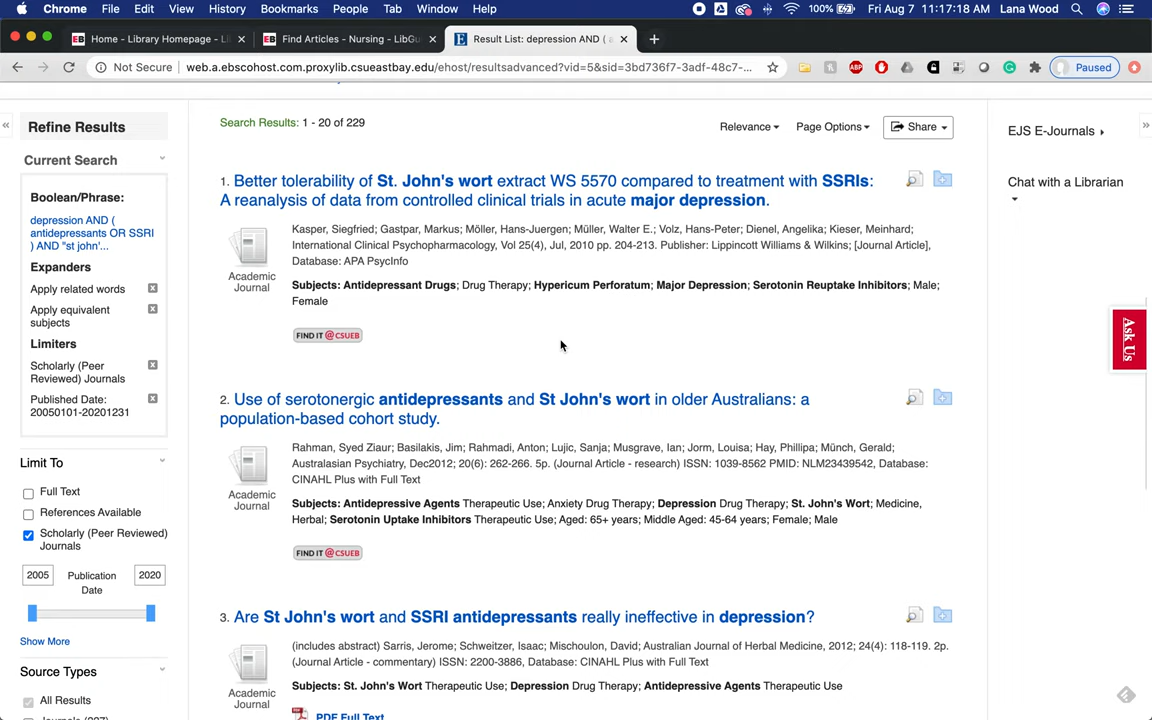 Chrome File Edit View History Bookmarks People Tab Window Help 100% Fri Aug 7 11:17:18 AM Lana Wood
EB Home - Library Homepage - Li
EB Find Articles - Nursing - LibGu
Result List: depression AND ( a
Not Secure web.a.ebscohost.com.proxylib.csueastbay.edu/ehost/resultsadvanced?vid=5&sid=3bd736f7-3adf-48c7-... ABP Paused
Refine Results
Current Search
Boolean/Phrase:
depression AND (
antidepressants OR SSRI
) AND "st john'...
Expanders
Apply related words
Apply equivalent
subjects
Limiters
Scholarly (Peer
Reviewed) Journals
Published Date:
20050101-20201231
Limit To
Full Text
References Available
Scholarly (Peer Reviewed)
Journals
2005 Publication 2020
Date
Show More
Source Types
All Results
Search Results: 1 - 20 of 229
Relevance Page Options Share
1. Better tolerability of St. John's wort extract WS 5570 compared to treatment with SSRIs:
A reanalysis of data from controlled clinical trials in acute major depression.
Kasper, Siegfried; Gastpar, Markus; Möller, Hans-Juergen; Müller, Walter E.; Volz, Hans-Peter; Dienel, Angelika; Kieser, Meinhard;
International Clinical Psychopharmacology, Vol 25(4), Jul, 2010 pp. 204-213. Publisher: Lippincott Williams & Wilkins; [Journal Article],
Database: APA PsycInfo
Academic
Journal
Subjects: Antidepressant Drugs; Drug Therapy; Hypericum Perforatum; Major Depression; Serotonin Reuptake Inhibitors; Male;
Female
FIND IT @CSUEB
2. Use of serotonergic antidepressants and St John's wort in older Australians: a
population-based cohort study.
Rahman, Syed Ziaur; Basilakis, Jim; Rahmadi, Anton; Lujic, Sanja; Musgrave, Ian; Jorm, Louisa; Hay, Phillipa; Münch, Gerald;
Australasian Psychiatry, Dec2012; 20(6): 262-266. 5p. (Journal Article - research) ISSN: 1039-8562 PMID: NLM23439542, Database:
CINAHL Plus with Full Text
Academic
Journal
Subjects: Antidepressive Agents Therapeutic Use; Anxiety Drug Therapy; Depression Drug Therapy; St. John's Wort; Medicine,
Herbal; Serotonin Uptake Inhibitors Therapeutic Use; Aged: 65+ years; Middle Aged: 45-64 years; Female; Male
FIND IT @CSUEB
3. Are St John's wort and SSRI antidepressants really ineffective in depression?
(includes abstract) Sarris, Jerome; Schweitzer, Isaac; Mischoulon, David; Australian Journal of Herbal Medicine, 2012; 24(4): 118-119. 2p.
(Journal Article - commentary) ISSN: 2200-3886, Database: CINAHL Plus with Full Text
Academic
Journal
Subjects: St. John's Wort Therapeutic Use; Depression Drug Therapy; Antidepressive Agents Therapeutic Use
PDF Full Text
EJS E-Journals
Chat with a Librarian
Ask Us